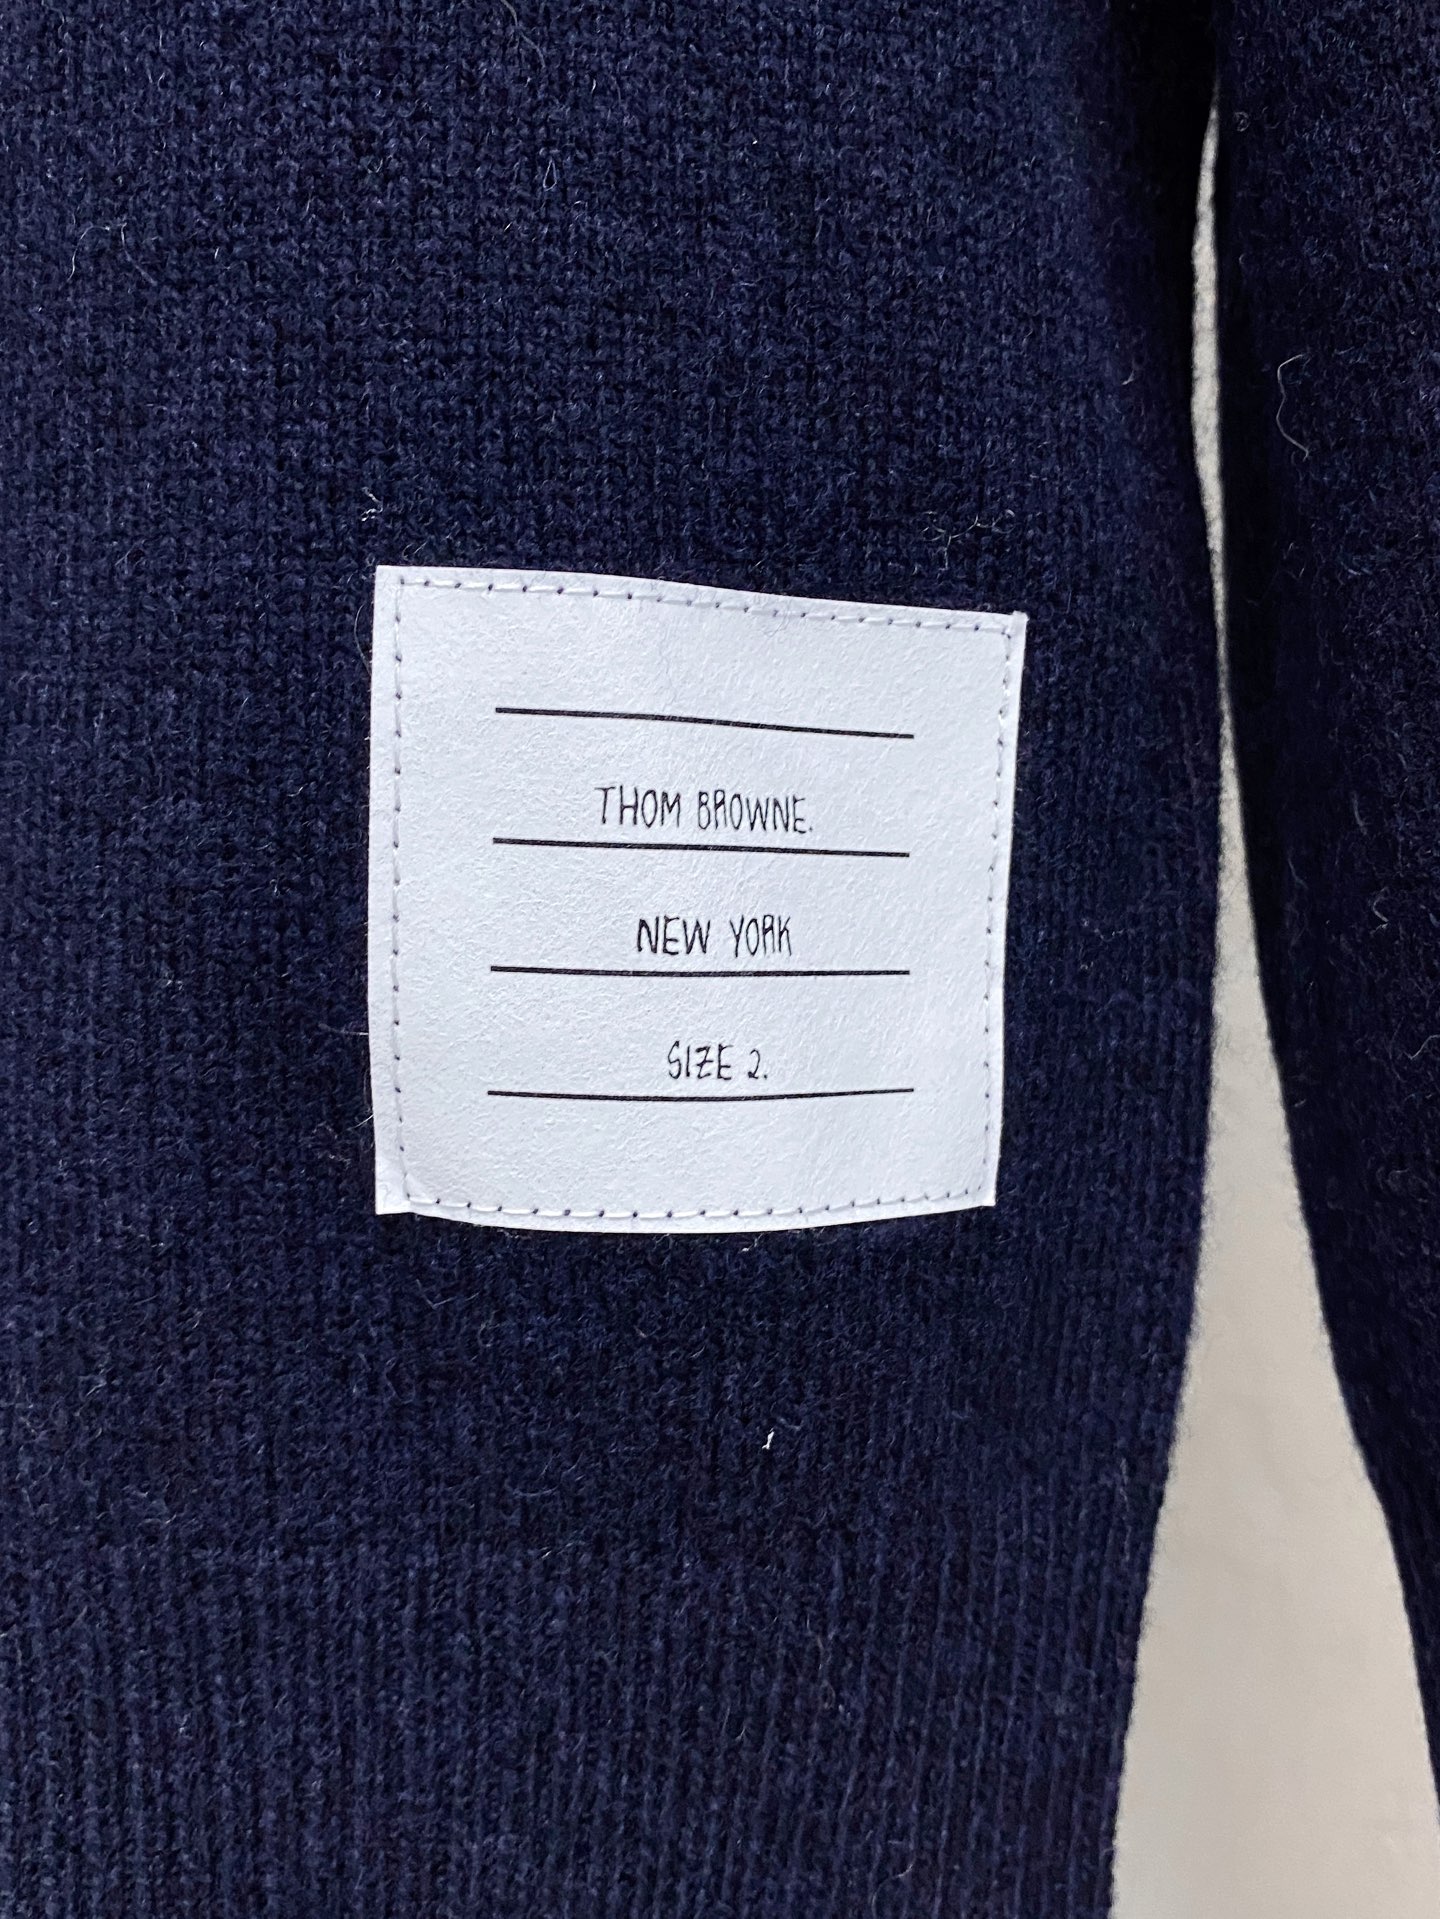 THOM BROWNE.
NEW YORK
SIZE 2.